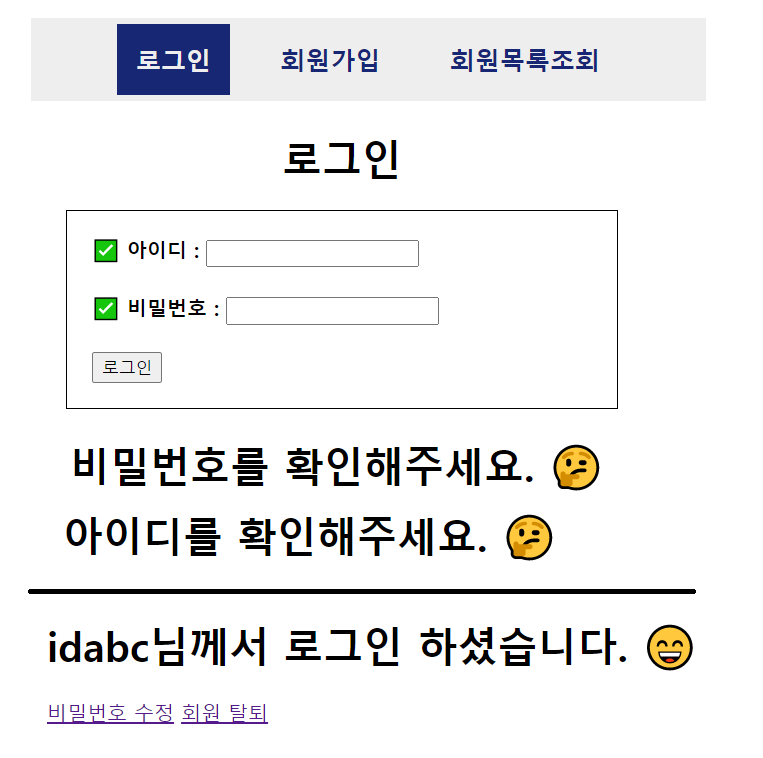 로그인 회원가입 회원목록조회
로그인
✅ 아이디 :
✅ 비밀번호 :
로그인
비밀번호를 확인해주세요. 🤔
아이디를 확인해주세요. 🤔
idabc님께서 로그인 하셨습니다. 😄
비밀번호 수정 회원 탈퇴